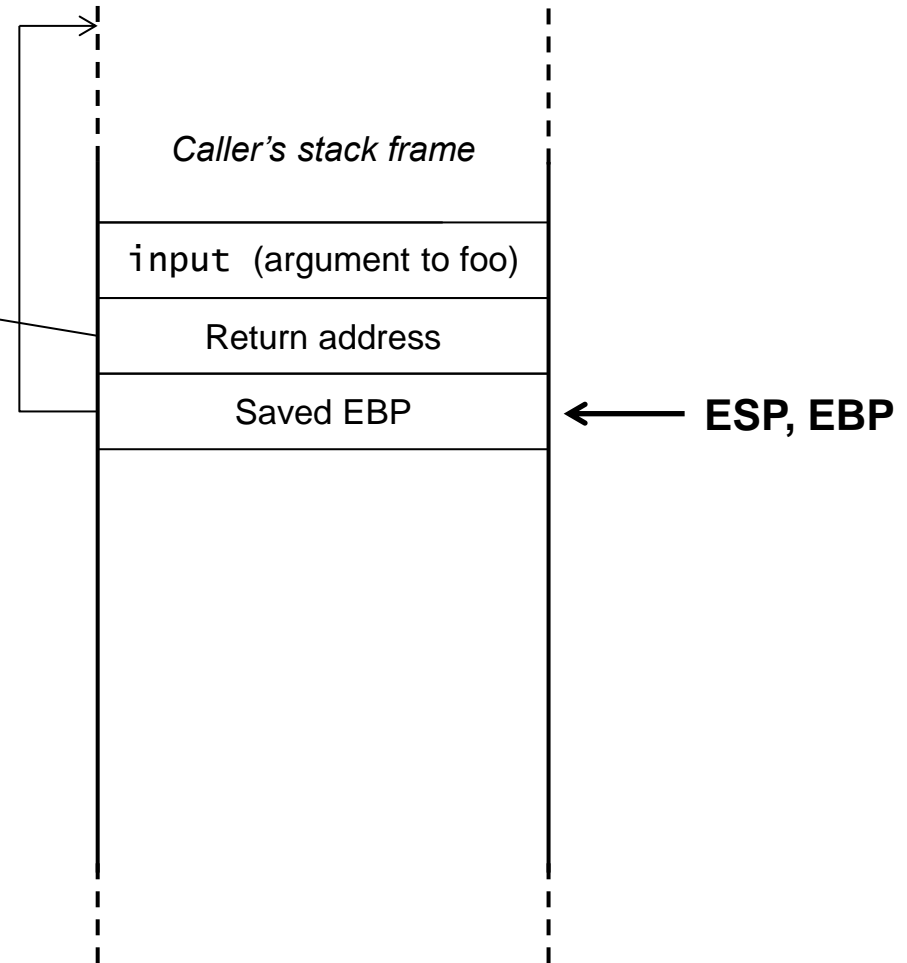 Caller’s stack frame
input (argument to foo)
Return address
Saved EBP
ESP, EBP